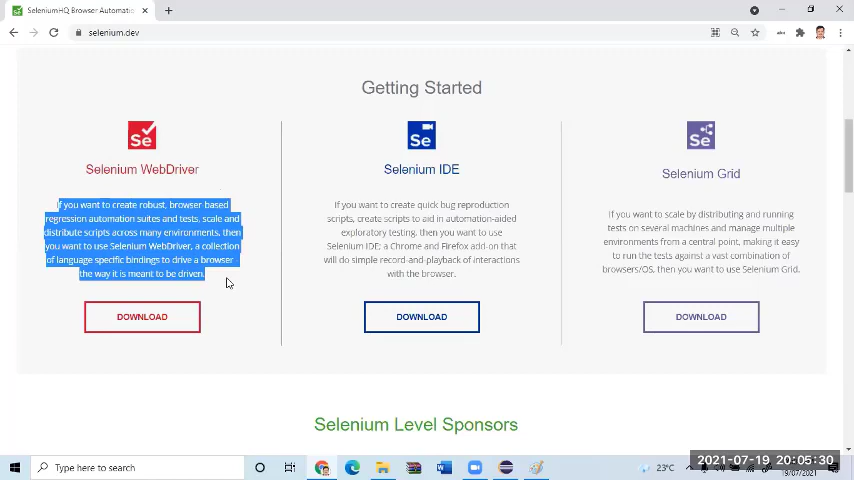 SeleniumHQ Browser Automatio
selenium.dev
Getting Started
Se
Se
Se
Selenium WebDriver
Selenium IDE
Selenium Grid
If you want to create robust, browser based
regression automation suites and tests, scale and
distribute scripts across many environments, then
you want to use Selenium WebDriver, a collection
of language specific bindings to drive a browser -
the way it is meant to be driven.
If you want to create quick bug reproduction
scripts, create scripts to aid in automation-aided
exploratory testing, then you want to use
Selenium IDE; a Chrome and Firefox add-on that
will do simple record-and-playback of interactions
with the browser.
If you want to scale by distributing and running
tests on several machines and manage multiple
environments from a central point, making it easy
to run the tests against a vast combination of
browsers/OS, then you want to use Selenium Grid.
DOWNLOAD
DOWNLOAD
DOWNLOAD
Selenium Level Sponsors
Type here to search
23°C
2021-07-19 20:05:30